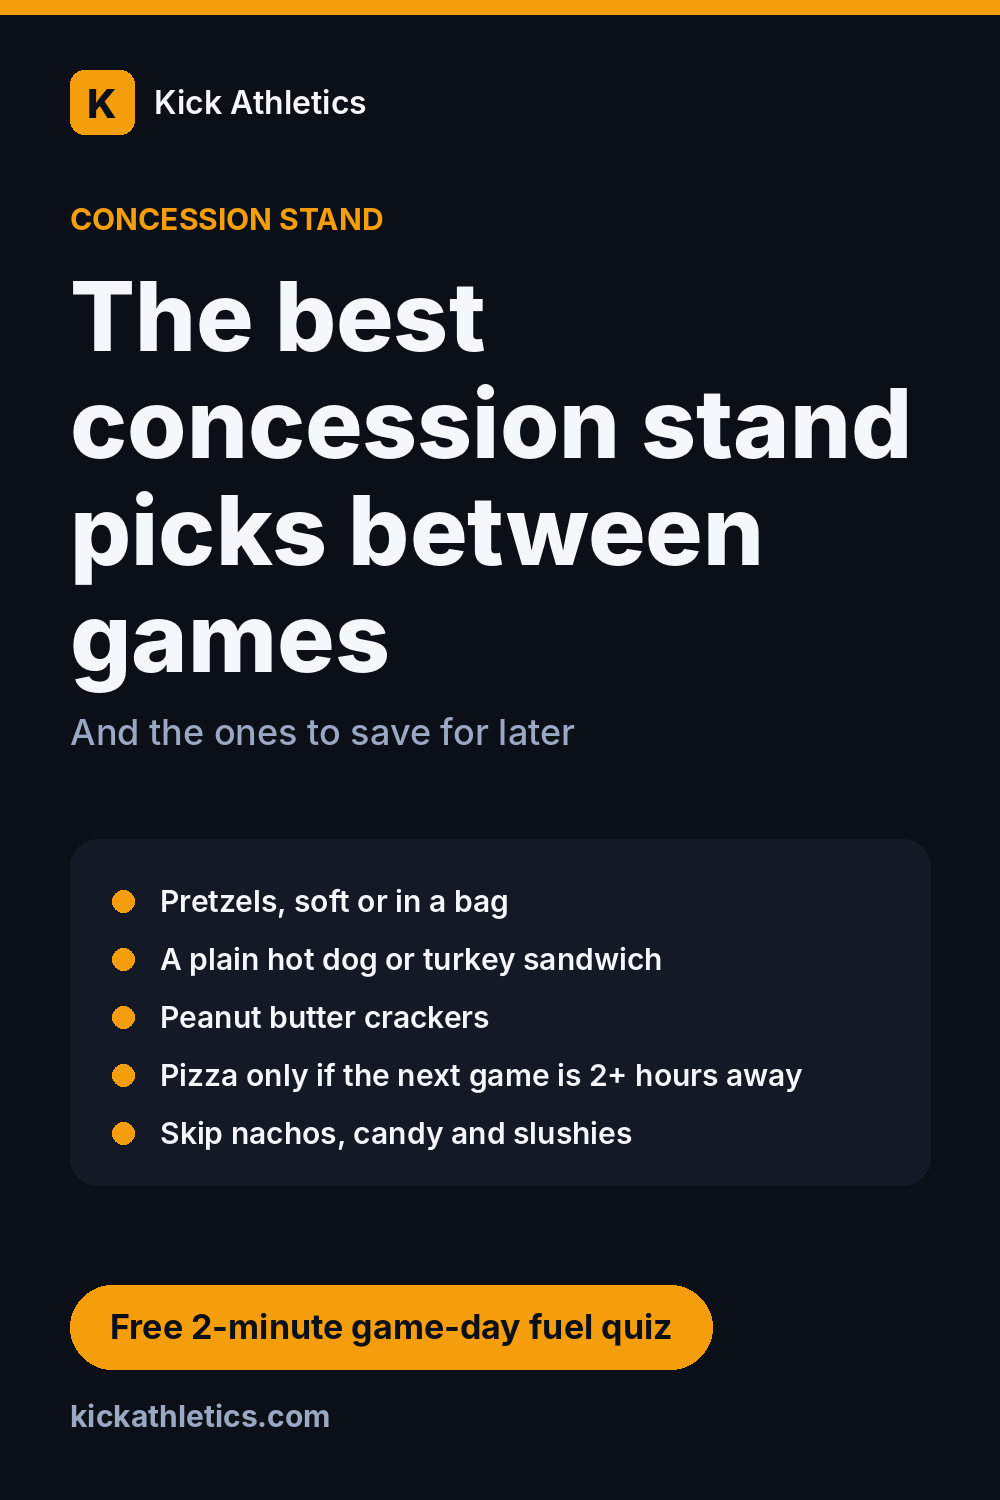 K
Kick Athletics
CONCESSION STAND
The best
concession stand
picks between
games
And the ones to save for later
Pretzels, soft or in a bag
A plain hot dog or turkey sandwich
Peanut butter crackers
Pizza only if the next game is 2+ hours away
Skip nachos, candy and slushies
Free 2-minute game-day fuel quiz
kickathletics.com